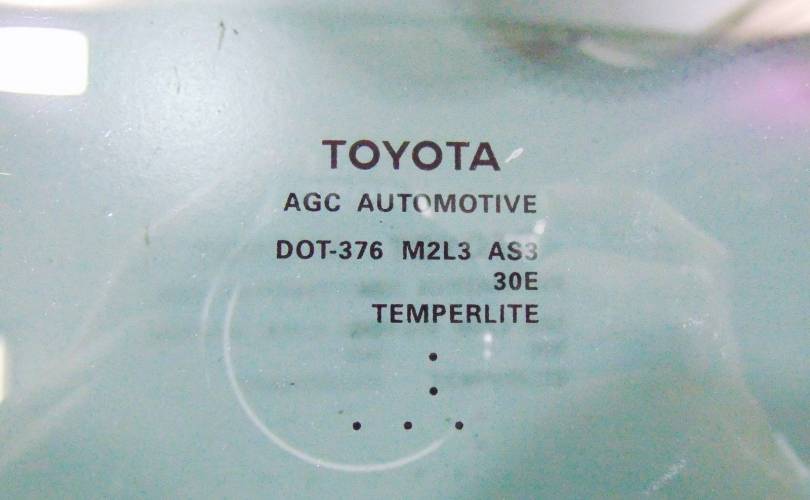 TOYOTA
AGC AUTOMOTIVE
DOT-376 M2L3 AS3
30E
TEMPERLITE